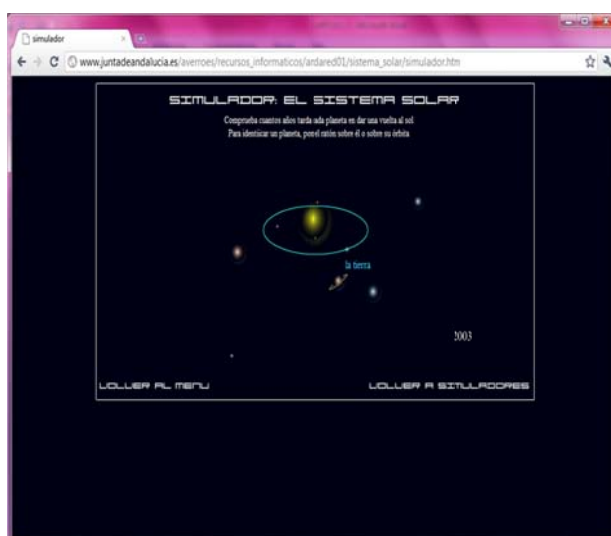 simulador
www.juntadeandalucia.es/averroes/recursos_informaticos/ardared01/sistema_solar/simulador.htm
SIMULADOR: EL SISTEMA SOLAR
Comprueba cuantos años tarda ada planeta en dar una vuelta al sol
Para identiicar un planeta, pon el ratón sobre él o sobre su órbita
la tierra
2003
VOLVER AL MENU
VOLVER A SIMULADORES